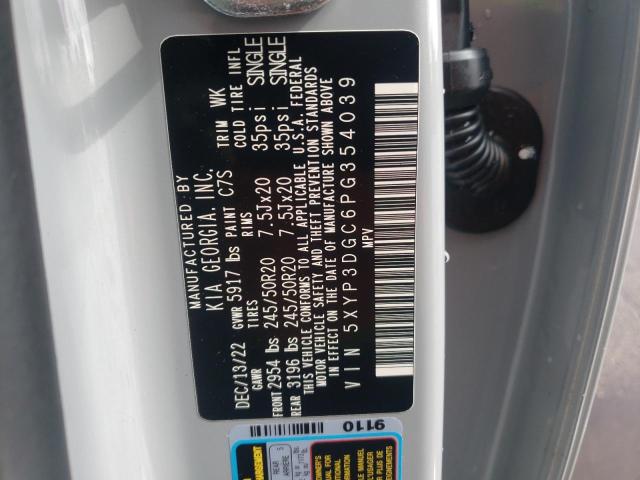 MANUFACTURED BY
KIA GEORGIA, INC.
DEC/13/22 GVWR 5917 lbs PAINT C7S TRIM WK
GAWR TIRES RIMS COLD TIRE INFL
FRONT 2954 lbs 245/50R20 7.5Jx20 35psi SINGLE
REAR 3196 lbs 245/50R20 7.5Jx20 35psi SINGLE
THIS VEHICLE CONFORMS TO ALL APPLICABLE U.S.A. FEDERAL
MOTOR VEHICLE SAFETY AND THEFT PREVENTION STANDARDS
IN EFFECT ON THE DATE OF MANUFACTURE SHOWN ABOVE
VIN 5XYP3DGC6PG354039
MPV
9110
ARRIÈRE
5